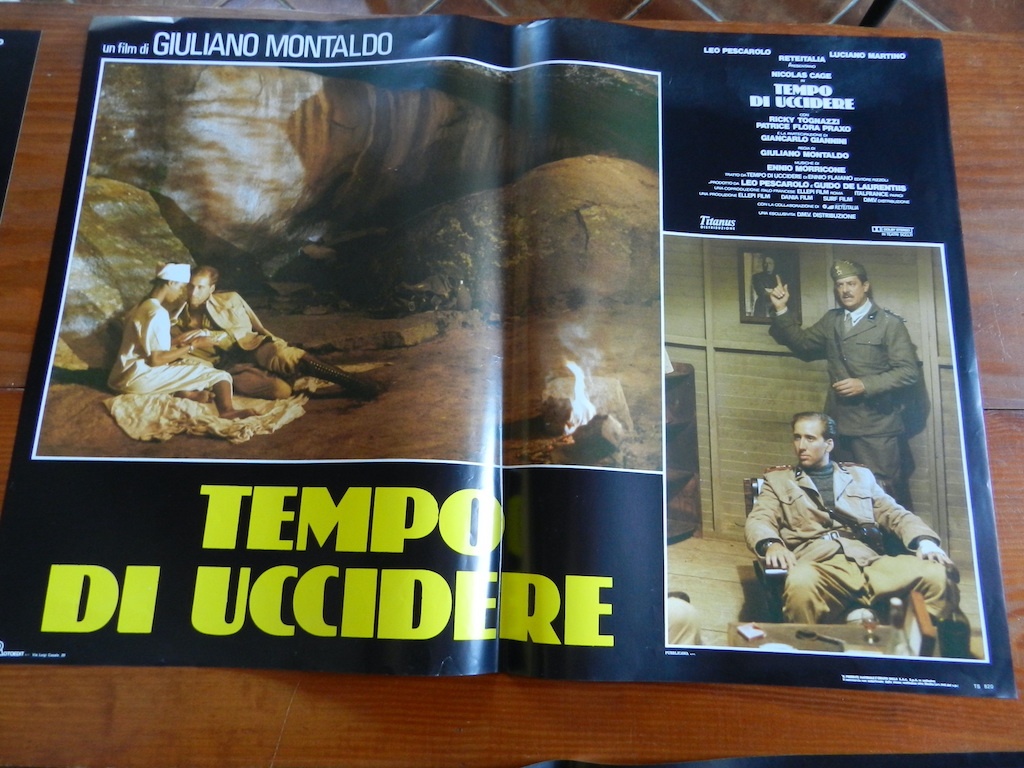 un film di GIULIANO MONTALDO
LEO PESCAROLO RETEITALIA LUCIANO MARTINO
PRESENTANO
NICOLAS CAGE
IN
TEMPO
DI UCCIDERE
CON
RICKY TOGNAZZI
PATRICE FLORA PRAXO
E LA PARTECIPAZIONE DI
GIANCARLO GIANNINI
REGIA DI
GIULIANO MONTALDO
MUSICHE DI
ENNIO MORRICONE
TRATTO DA TEMPO DI UCCIDERE DI ENNIO FLAIANO EDITORE RIZZOLI
PRODOTTO DA LEO PESCAROLO E GUIDO DE LAURENTIIS
UNA COPRODUZIONE ITALO FRANCESE ELLEPI FILM ROMA ITALFRANCE PARIGI
UNA PRODUZIONE ELLEPI FILM DANIA FILM SURF FILM DMV DISTRIBUZIONE
CON LA COLLABORAZIONE DI RETEITALIA
UNA ESCLUSIVITÀ DMV DISTRIBUZIONE
Titanus
DISTRIBUZIONE
DOLBY STEREO
TEMPO
DI UCCIDERE